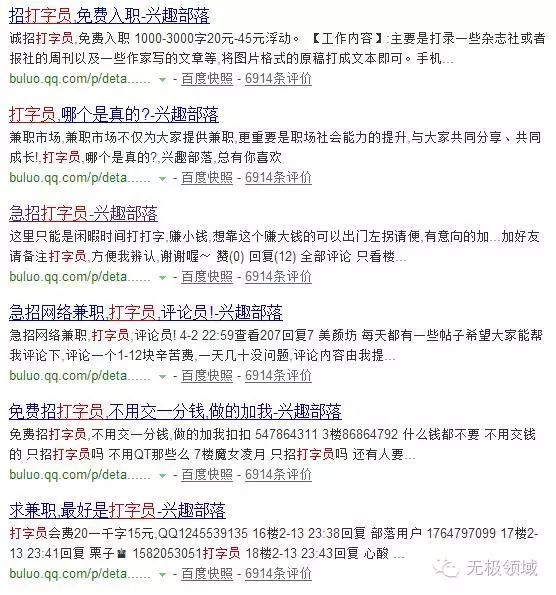 招打字员,免费入职-兴趣部落
诚招打字员,免费入职 1000-3000字20元-45元浮动。 【工作内容】:主要是打录一些杂志社或者
报社的周刊以及一些作家写的文章等,将图片格式的原稿打成文本即可。手机...
buluo.qq.com/p/deta...... - 百度快照 - 6914条评价
打字员,哪个是真的?-兴趣部落
兼职市场,兼职市场不仅为大家提供兼职,更重要是职场社会能力的提升,与大家共同分享、共同
成长!,打字员,哪个是真的?,兴趣部落,总有你喜欢
buluo.qq.com/p/deta...... - 百度快照 - 6914条评价
急招打字员-兴趣部落
这里只能是闲暇时间打打字,赚小钱,想靠这个赚大钱的可以出门左拐请便,有意向的加...加好友
请备注打字员,方便我辨认,谢谢喔～ 赞(0) 回复(12) 全部评论 只看楼...
buluo.qq.com/p/deta...... - 百度快照 - 6914条评价
急招网络兼职,打字员,评论员!-兴趣部落
急招网络兼职,打字员,评论员! 4-2 22:59查看207回复7 美颜坊 每天都有一些帖子希望大家能帮
我评论下,评论一个1-12块辛苦费,一天几十没问题,评论内容由我提...
buluo.qq.com/p/deta...... - 百度快照 - 6914条评价
免费招打字员,不用交一分钱,做的加我-兴趣部落
免费招打字员,不用交一分钱,做的加我扣扣 547864311 3楼86864792 什么钱都不要 不用交钱
的 只招打字员吗 不用QT那些么 7楼魔女凌月 只招打字员吗 还有人要...
buluo.qq.com/p/deta...... - 百度快照 - 6914条评价
求兼职,最好是打字员-兴趣部落
打字员会费20一千字15元,QQ1245539135 16楼2-13 23:38回复 部落用户 1764797099 17楼2-
13 23:41回复 栗子 1582053051打字员 18楼2-13 23:43回复 心酸 ...
buluo.qq.com/p/deta...... - 百度快照 - 6914条评价
无极领域